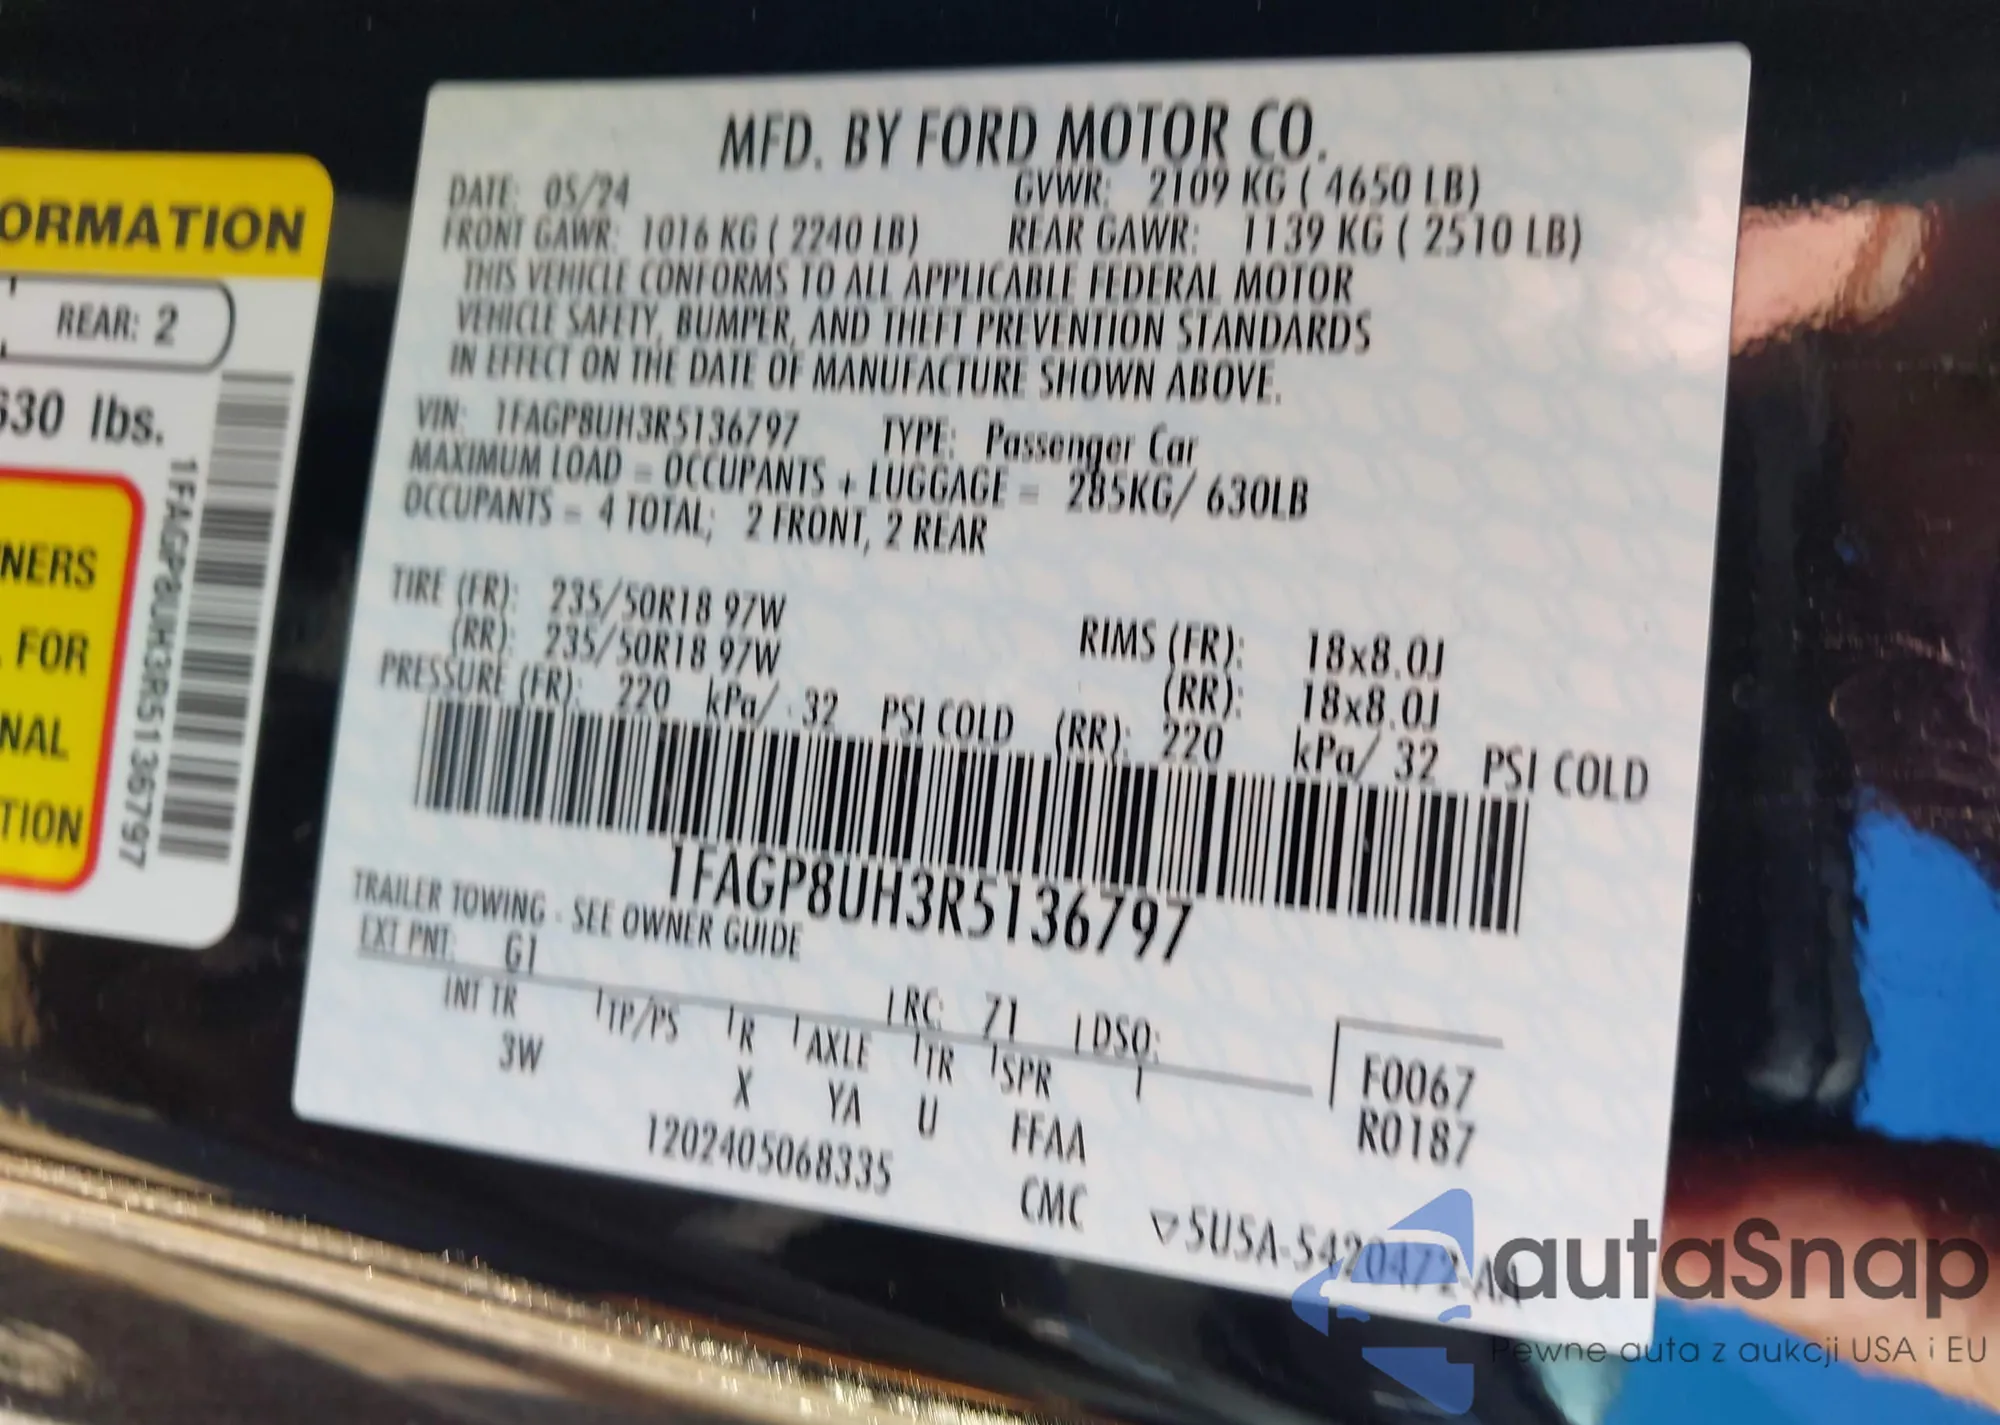 ORMATION
REAR: 2
630 lbs.
NERS
FOR
NAL
TION
1FAGP8UH3R5136797
MFD. BY FORD MOTOR CO.
DATE: 05/24 GVWR: 2109 KG ( 4650 LB)
FRONT GAWR: 1016 KG ( 2240 LB) REAR GAWR: 1139 KG ( 2510 LB)
THIS VEHICLE CONFORMS TO ALL APPLICABLE FEDERAL MOTOR
VEHICLE SAFETY, BUMPER, AND THEFT PREVENTION STANDARDS
IN EFFECT ON THE DATE OF MANUFACTURE SHOWN ABOVE.
VIN: 1FAGP8UH3R5136797 TYPE: Passenger Car
MAXIMUM LOAD = OCCUPANTS + LUGGAGE = 285KG/ 630LB
OCCUPANTS = 4 TOTAL; 2 FRONT, 2 REAR
TIRE (FR): 235/50R18 97W RIMS (FR): 18x8.0J
(RR): 235/50R18 97W (RR): 18x8.0J
PRESSURE (FR): 220 kPa/ 32 PSI COLD (RR): 220 kPa/ 32 PSI COLD
1FAGP8UH3R5136797
TRAILER TOWING - SEE OWNER GUIDE
EXT PNT: G1 RC: 71 DSO:
INT TR TP/PS R AXLE TR SPR F0067
3W X YA U FFAA R0187
1202405068335 CMC 5U5A-5420472-AA
autaSnap
Pewne auta z aukcji USA i EU